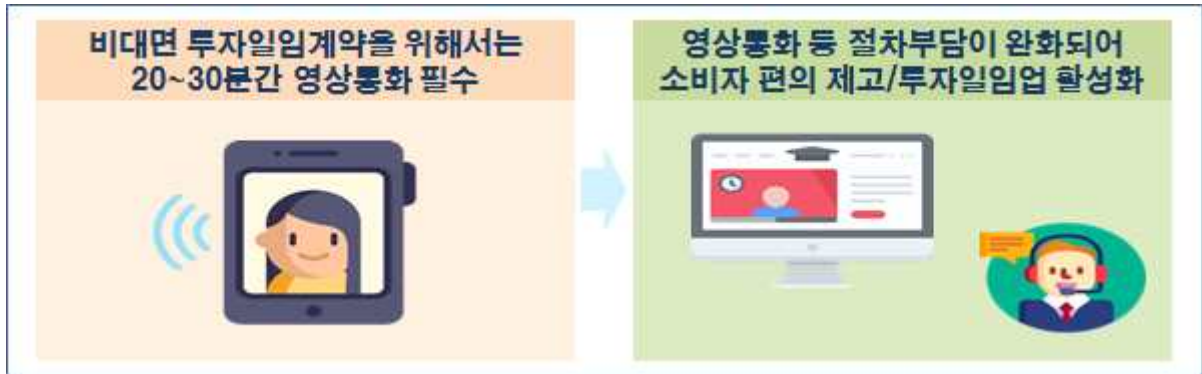 비대면 투자일임계약을 위해서는
20~30분간 영상통화 필수
영상통화 등 절차부담이 완화되어
소비자 편의 제고/투자일임업 활성화